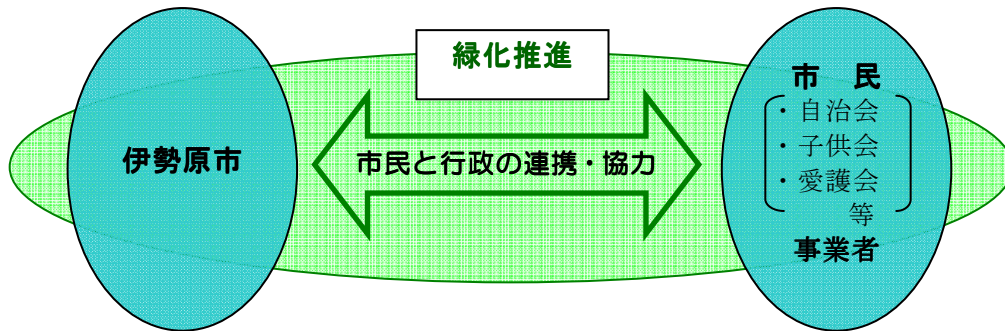 緑化推進
伊勢原市
市民と行政の連携・協力
市　民
・自治会
・子供会
・愛護会
等
事業者